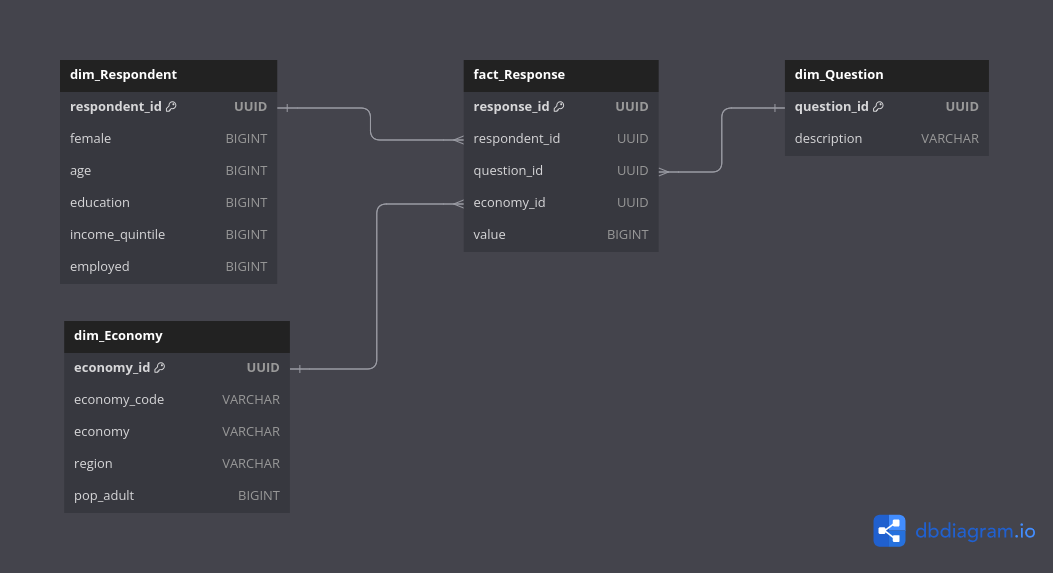 dim_Respondent
respondent_id UUID
female BIGINT
age BIGINT
education BIGINT
income_quintile BIGINT
employed BIGINT
fact_Response
response_id UUID
respondent_id UUID
question_id UUID
economy_id UUID
value BIGINT
dim_Question
question_id UUID
description VARCHAR
dim_Economy
economy_id UUID
economy_code VARCHAR
economy VARCHAR
region VARCHAR
pop_adult BIGINT
dbdiagram.io